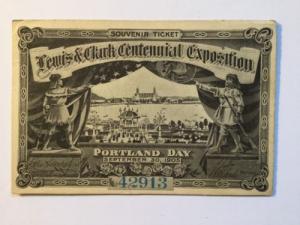 SOUVENIR TICKET
Lewis & Clark Centennial Exposition
PORTLAND DAY
SEPTEMBER 30, 1905
42913